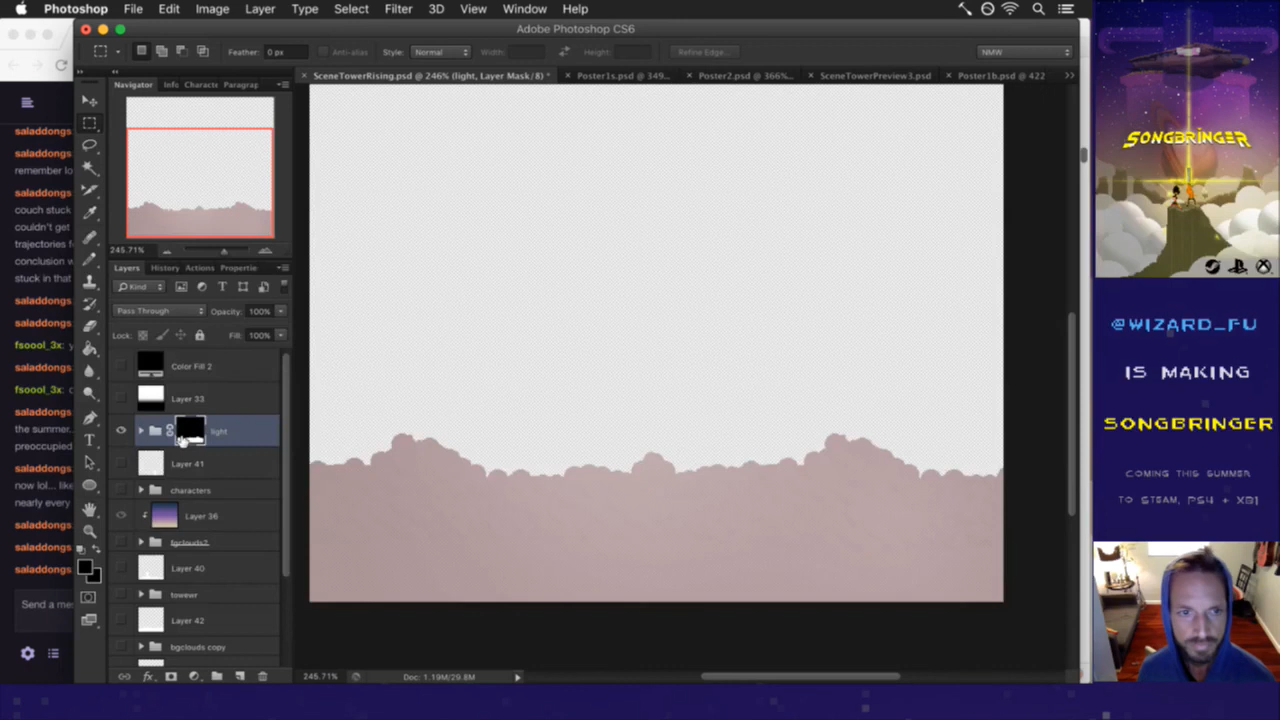 Photoshop File Edit Image Layer Type Select Filter 3D View Window Help
Adobe Photoshop CS6
Feather: 0 px Anti-alias Style: Normal Width: Height: Refine Edge... NMW
SceneTowerRising.psd @ 246% (light, Layer Mask/8) * Poster1s.psd @ 349... Poster2.psd @ 366%... SceneTowerPreview3.psd Poster1b.psd @ 422
Navigator Info Characte Paragrap
245.71%
Layers History Actions Propertie
Kind
Pass Through Opacity: 100%
Lock: Fill: 100%
Color Fill 2
Layer 33
light
Layer 41
characters
Layer 36
fgclouds2
Layer 40
towewr
Layer 42
bgclouds copy
245.71% Doc: 1.19M/29.8M
saladdongs
saladdongs
remember lo
saladdongs
couch stuck
couldn't get
trajectories f
conclusion w
stuck in that
saladdongs
fsoool_3x:
saladdongs
fsoool_3x:
saladdongs
the summer..
preoccupied
saladdongs
now lol... like
nearly every
saladdongs
saladdongs
saladdongs
Send a me
SONGBRINGER
@WIZARD_FU
IS MAKING
SONGBRINGER
COMING THIS SUMMER
TO STEAM, PS4 + XB1